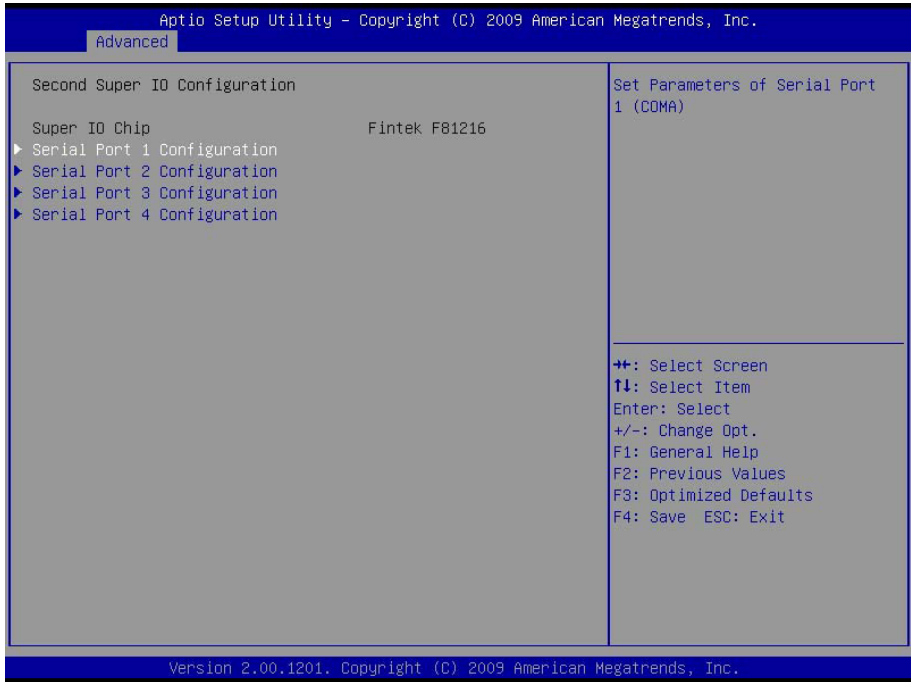 Aptio Setup Utility – Copyright (C) 2009 American Megatrends, Inc.
Advanced
Second Super IO Configuration
Super IO Chip Fintek F81216
Serial Port 1 Configuration
Serial Port 2 Configuration
Serial Port 3 Configuration
Serial Port 4 Configuration
Set Parameters of Serial Port
1 (COMA)
→←: Select Screen
↑↓: Select Item
Enter: Select
+/-: Change Opt.
F1: General Help
F2: Previous Values
F3: Optimized Defaults
F4: Save ESC: Exit
Version 2.00.1201. Copyright (C) 2009 American Megatrends, Inc.